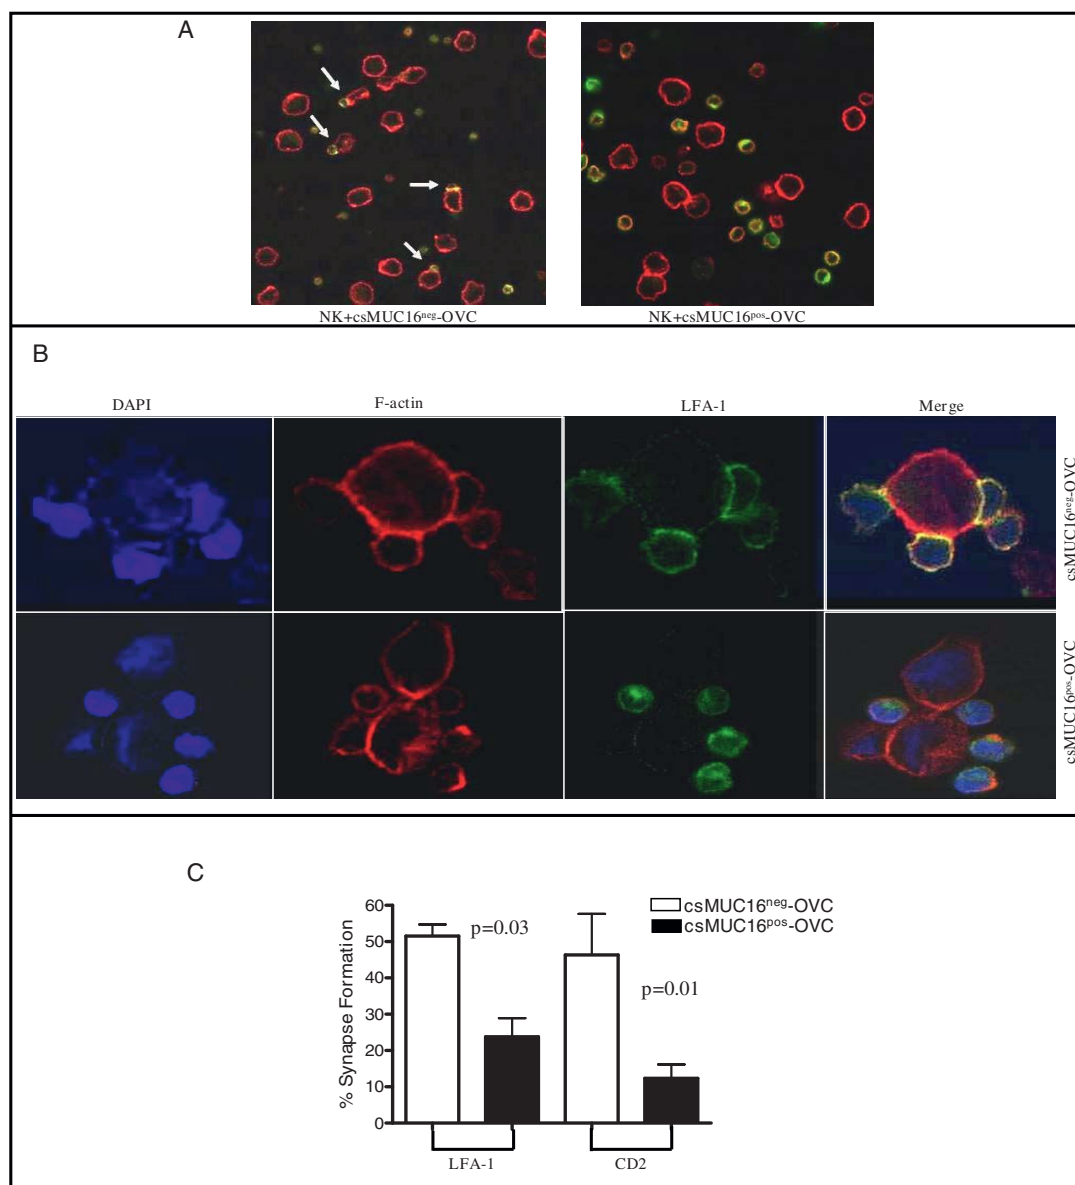 A
NK+csMUC16neg-OVC
NK+csMUC16pos-OVC
B
DAPI
F-actin
LFA-1
Merge
csMUC16neg-OVC
csMUC16pos-OVC
C
% Synapse Formation
60
50
40
30
20
10
0
p=0.03
p=0.01
csMUC16neg-OVC
csMUC16pos-OVC
LFA-1
CD2